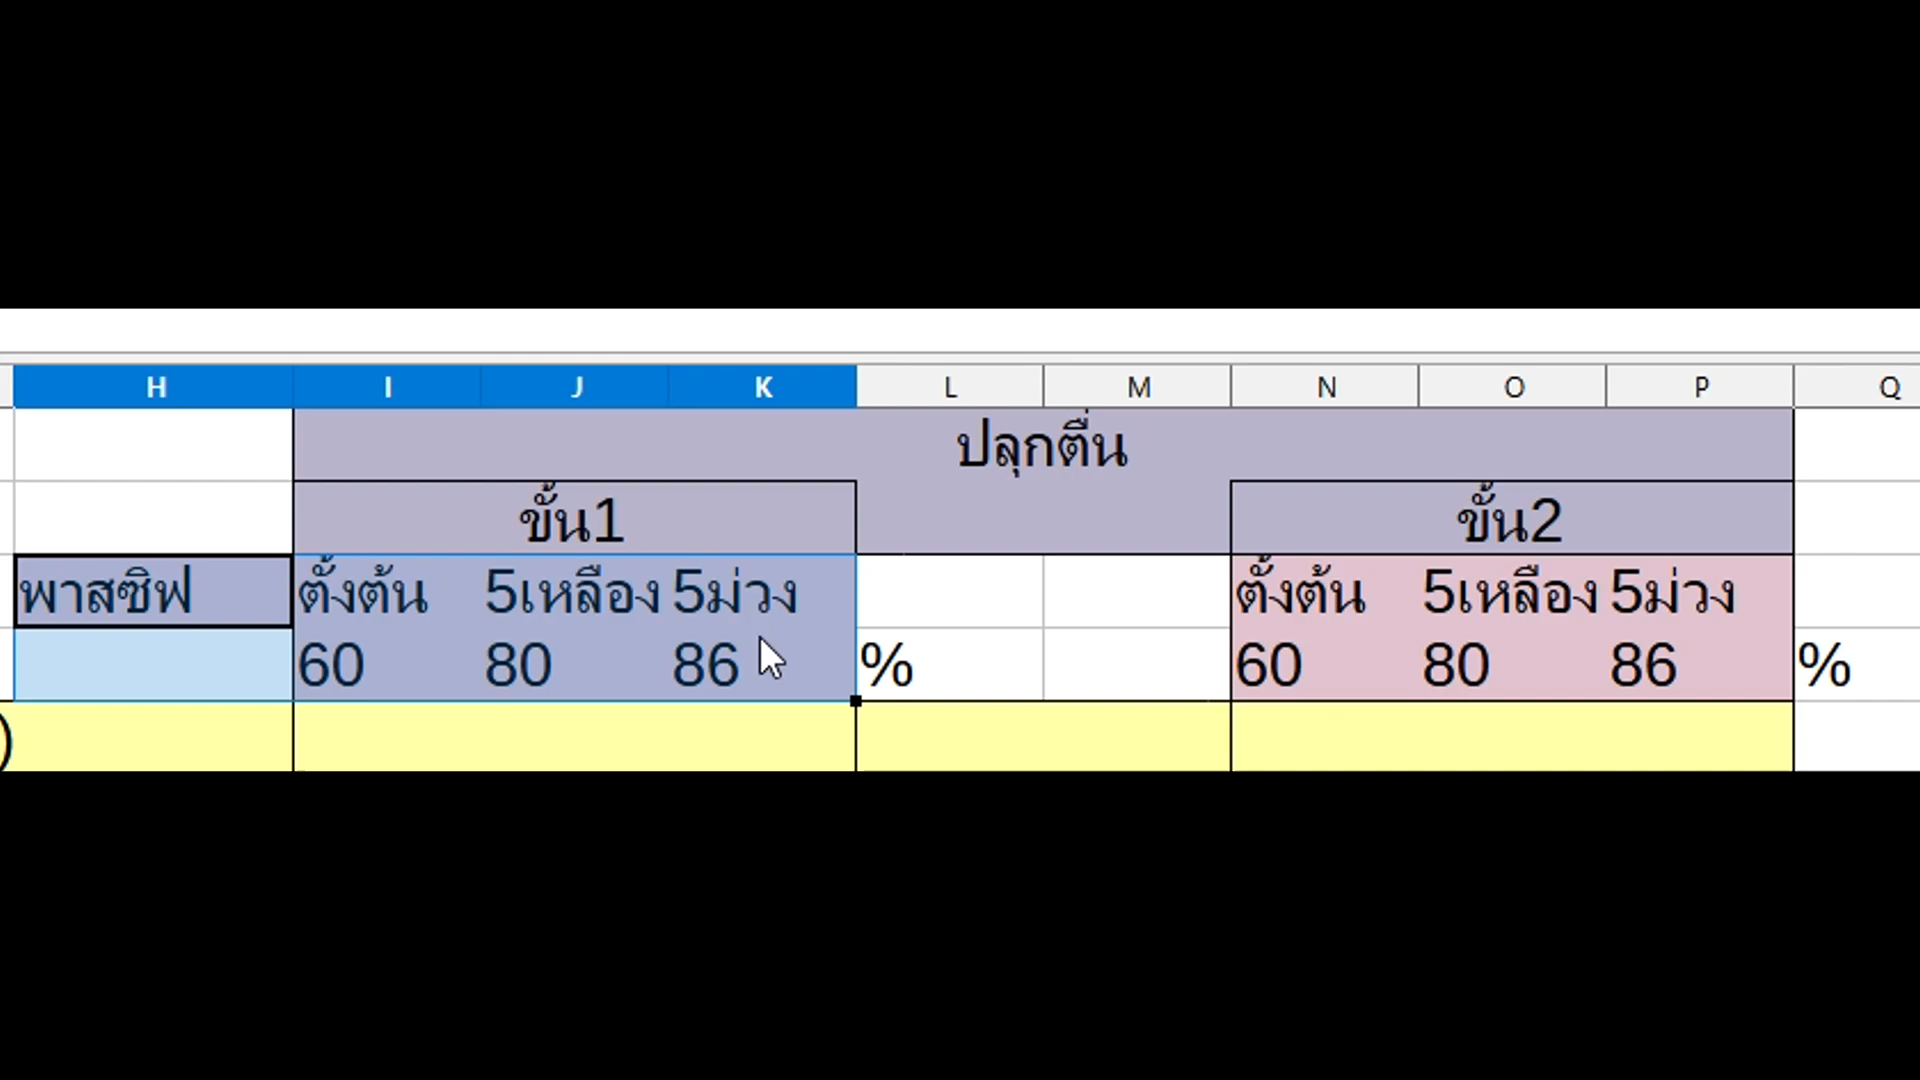 H I J K L M N O P Q
ปลุกตื่น
ขั้น1 ขั้น2
พาสซิฟ ตั้งต้น 5เหลือง 5ม่วง ตั้งต้น 5เหลือง 5ม่วง
60 80 86 % 60 80 86 %
)